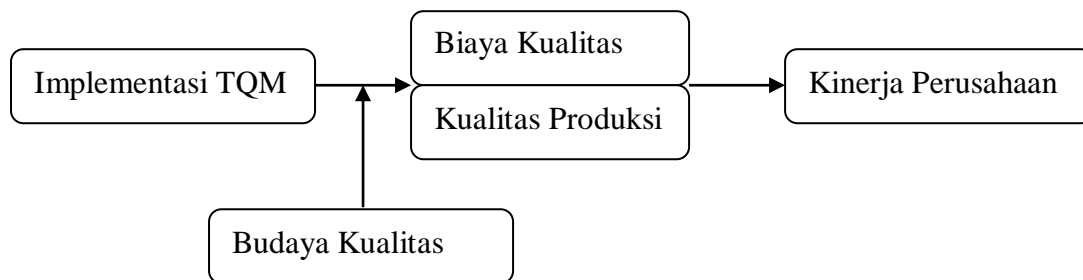 Implementasi TQM
Biaya Kualitas
Kualitas Produksi
Kinerja Perusahaan
Budaya Kualitas